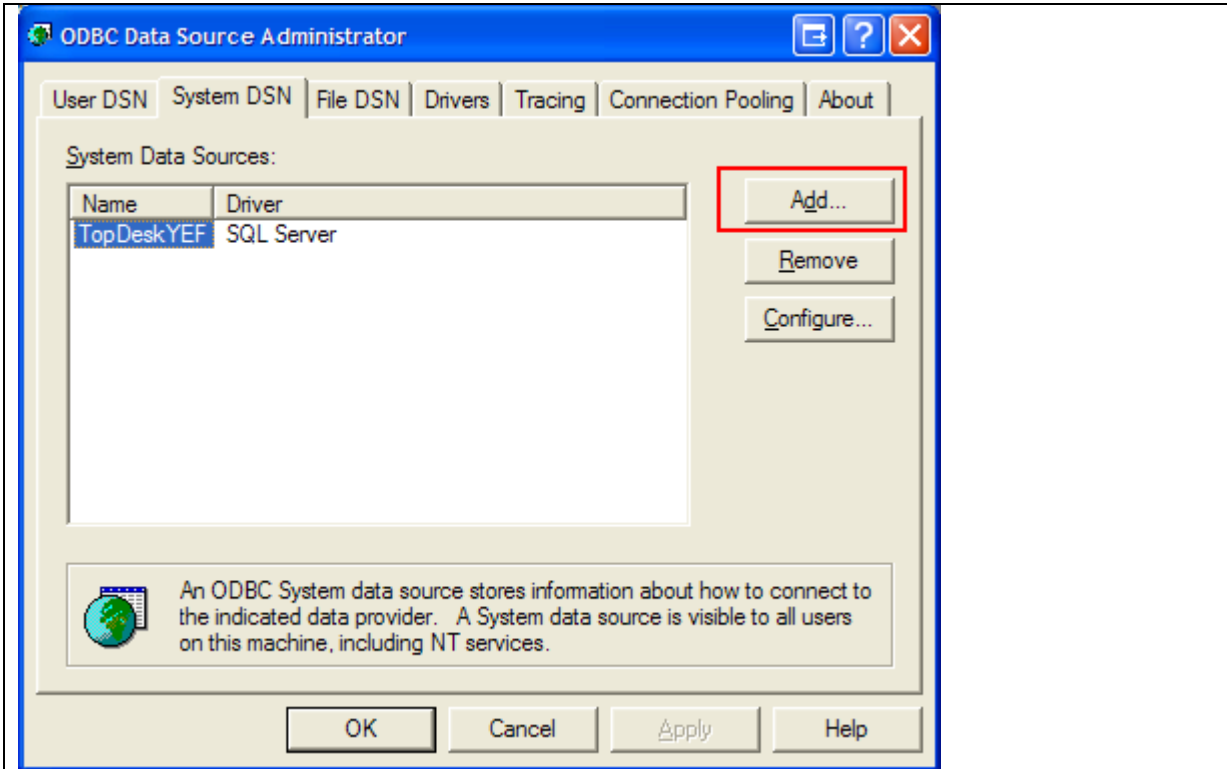 ODBC Data Source Administrator
?
User DSN System DSN File DSN Drivers Tracing Connection Pooling About
System Data Sources:
Name Driver
TopDeskYEF SQL Server
Add...
Remove
Configure...
An ODBC System data source stores information about how to connect to
the indicated data provider. A System data source is visible to all users
on this machine, including NT services.
OK Cancel Apply Help